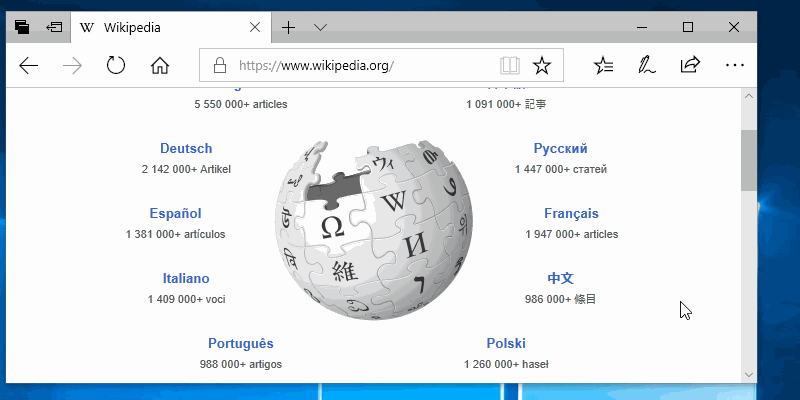 Wikipedia
https://www.wikipedia.org/
5 550 000+ articles
1 091 000+ 記事
Deutsch
2 142 000+ Artikel
Русский
1 447 000+ статей
Español
1 381 000+ artículos
Français
1 947 000+ articles
Italiano
1 409 000+ voci
中文
986 000+ 條目
Português
988 000+ artigos
Polski
1 260 000+ haseł
W
Ω
И
維
ウィ